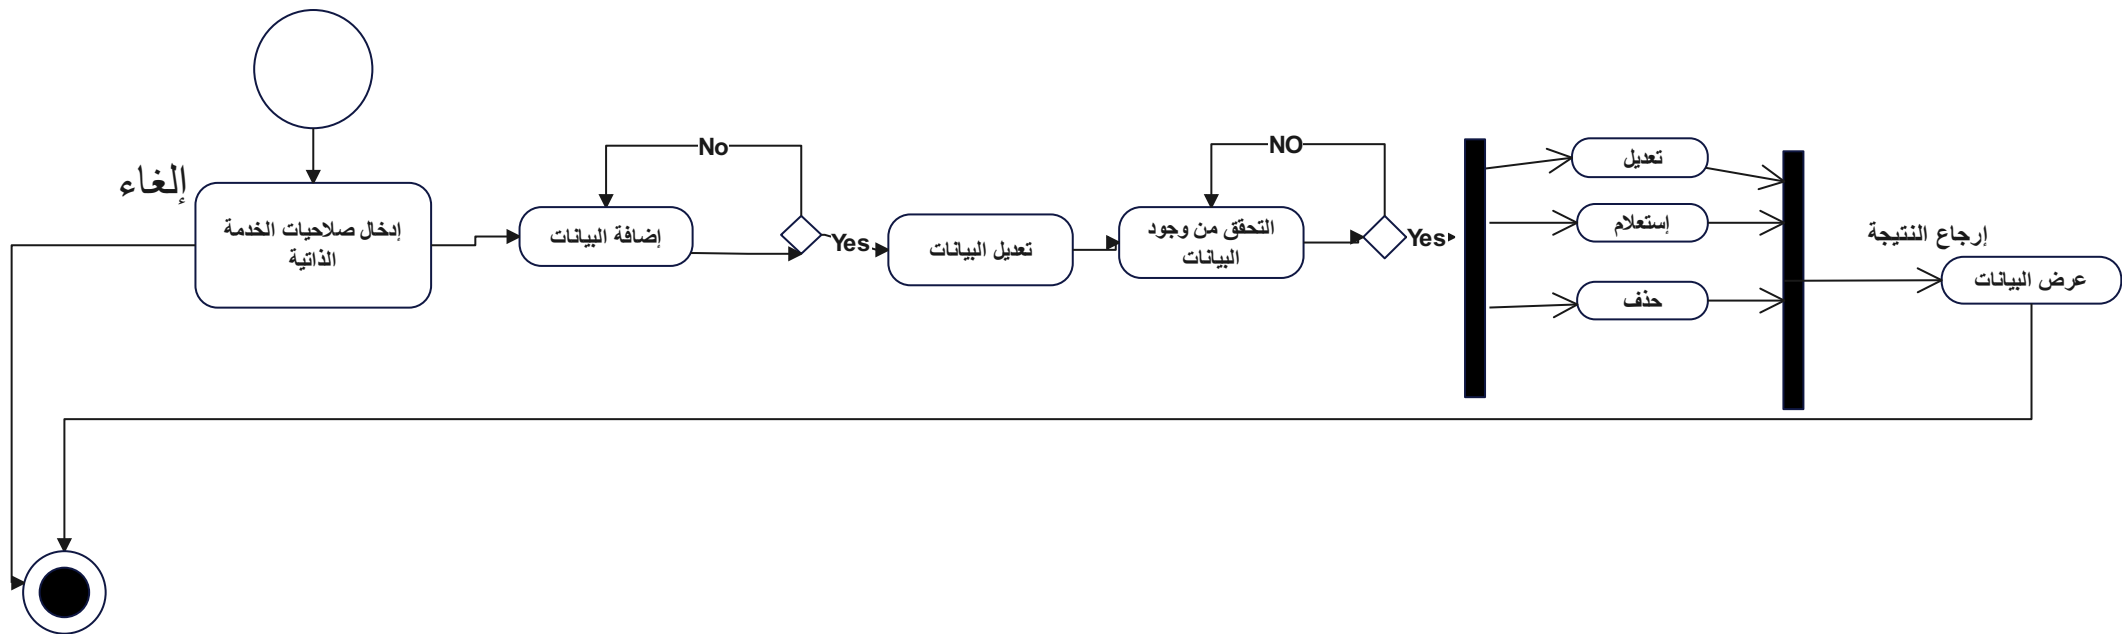 إلغاء
إدخال صلاحيات الخدمة
الذاتية
إضافة البيانات
No
Yes
تعديل البيانات
التحقق من وجود
البيانات
NO
Yes
تعديل
إستعلام
حذف
إرجاع النتيجة
عرض البيانات